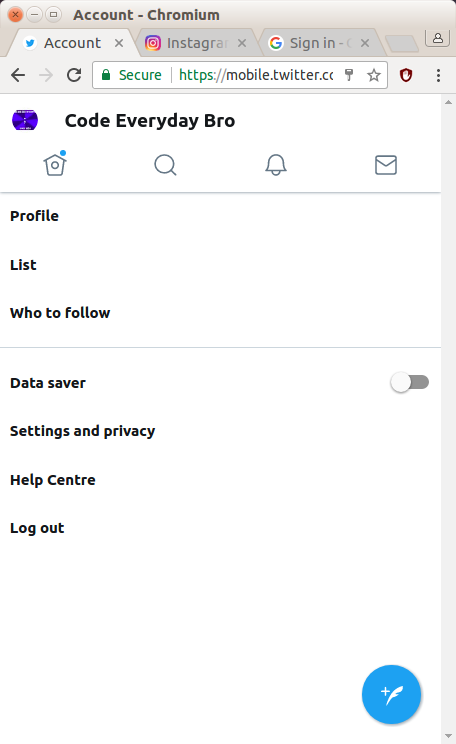 Account - Chromium
Account
Instagram
Sign in - G
Secure
https://mobile.twitter.co
Code Everyday Bro
Profile
List
Who to follow
Data saver
Settings and privacy
Help Centre
Log out